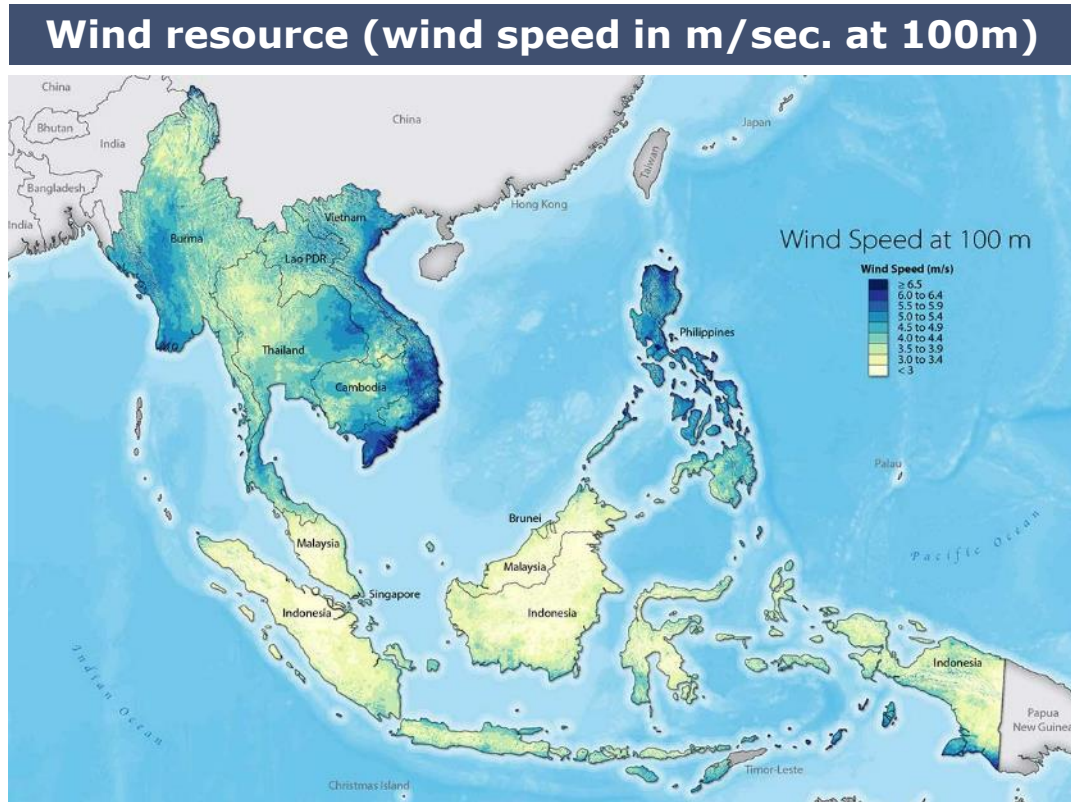 Wind resource (wind speed in m/sec. at 100m)
China
Bhutan
India
China
Japan
Taiwan
Bangladesh
India
Hong Kong
Vietnam
Burma
Lao PDR
Wind Speed at 100 m
Wind Speed (m/s)
≥ 6.5
6.0 to 6.4
5.5 to 5.9
5.0 to 5.4
4.5 to 4.9
4.0 to 4.4
3.5 to 3.9
3.0 to 3.4
< 3
Philippines
Thailand
Cambodia
Palau
Brunei
Malaysia
Malaysia
Singapore
Indonesia
Indonesia
Pacific Ocean
Indonesia
Indian Ocean
Papua
New Guinea
Timor-Leste
Christmas Island